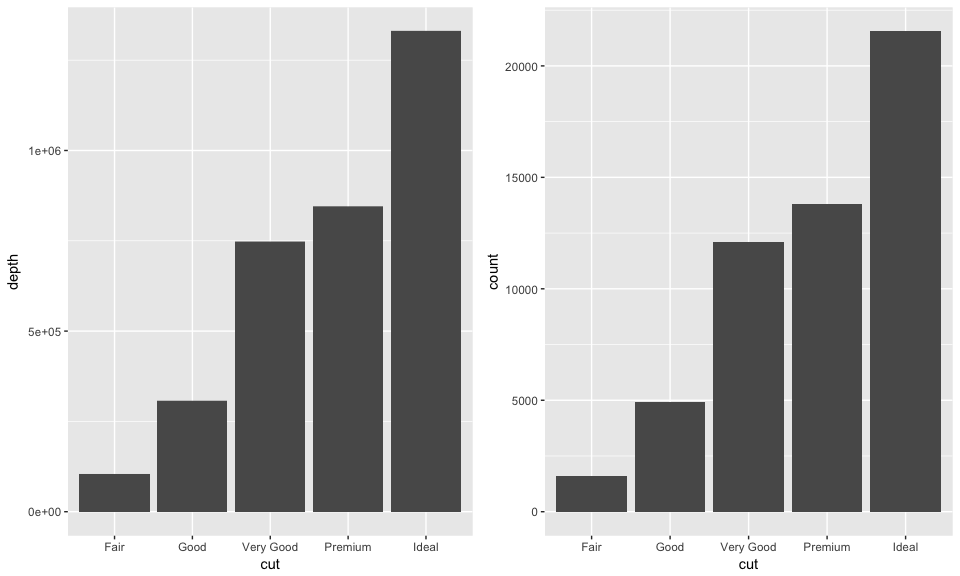 1e+06
5e+05
0e+00
depth
Fair Good Very Good Premium Ideal
cut
20000
15000
10000
5000
0
count
Fair Good Very Good Premium Ideal
cut